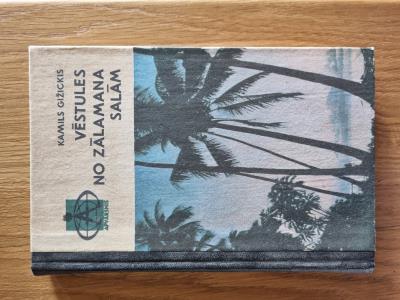 KAMILS GIŽICKIS
VĒSTULES
NO ZĀLAMANA
SALĀM